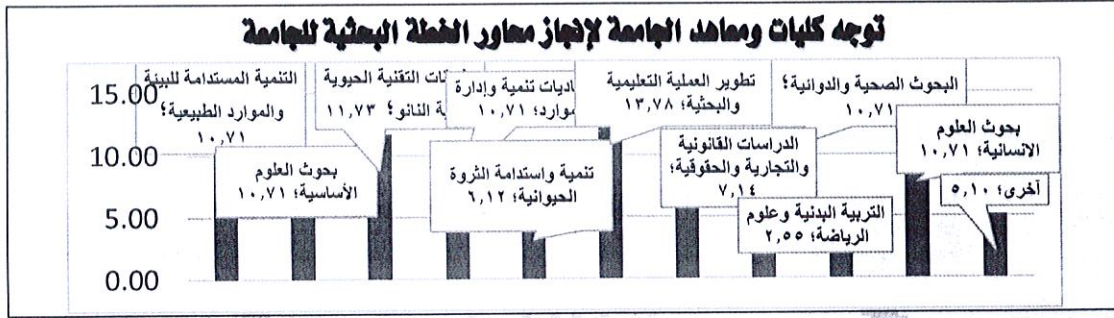 توجه كليات ومعاهد الجامعة لإنجاز محاور الخطة البحثية للجامعة
15.00
10.00
5.00
0.00
التنمية المستدامة للبيئة
والموارد الطبيعية؛
١٠,٧١
بحوث العلوم
الأساسية؛ ١٠,٧١
التقنية الحيوية
النانو؛ ١١,٧٣
تنمية وإدارة
١٠,٧١
تنمية واستدامة الثروة
الحيوانية؛ ٦,١٢
تطوير العملية التعليمية
والبحثية؛ ١٣,٧٨
الدراسات القانونية
والتجارية والحقوقية؛
٧,١٤
البحوث الصحية والدوائية؛
١٠,٧١
التربية البدنية وعلوم
الرياضة؛ ٢,٥٥
بحوث العلوم
الانسانية؛ ١٠,٧١
أخرى؛ ٥,١٠